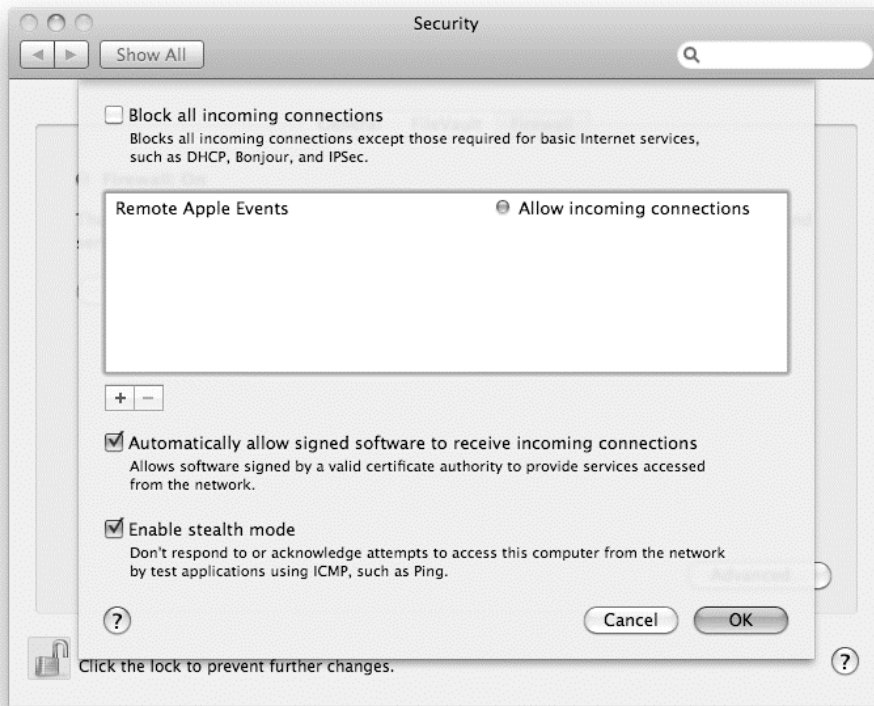 Security
Show All
Block all incoming connections
Blocks all incoming connections except those required for basic Internet services,
such as DHCP, Bonjour, and IPSec.
Firewall: On
Remote Apple Events Allow incoming connections
+ −
Automatically allow signed software to receive incoming connections
Allows software signed by a valid certificate authority to provide services accessed
from the network.
Enable stealth mode
Don't respond to or acknowledge attempts to access this computer from the network
by test applications using ICMP, such as Ping.
Advanced
? Cancel OK
Click the lock to prevent further changes. ?